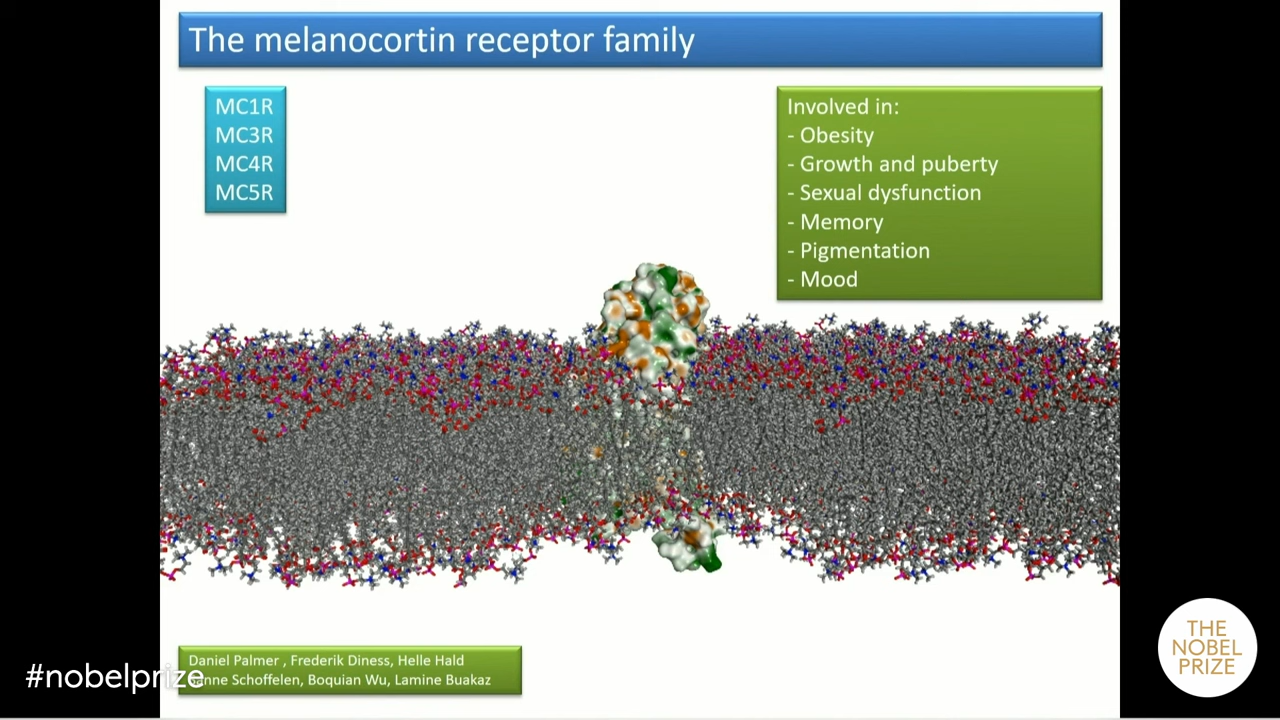 The melanocortin receptor family
MC1R
MC3R
MC4R
MC5R
Involved in:
- Obesity
- Growth and puberty
- Sexual dysfunction
- Memory
- Pigmentation
- Mood
Daniel Palmer , Frederik Diness, Helle Hald
Schoffelen, Boquian Wu, Lamine Buakaz
#nobelprize
THE
NOBEL
PRIZE